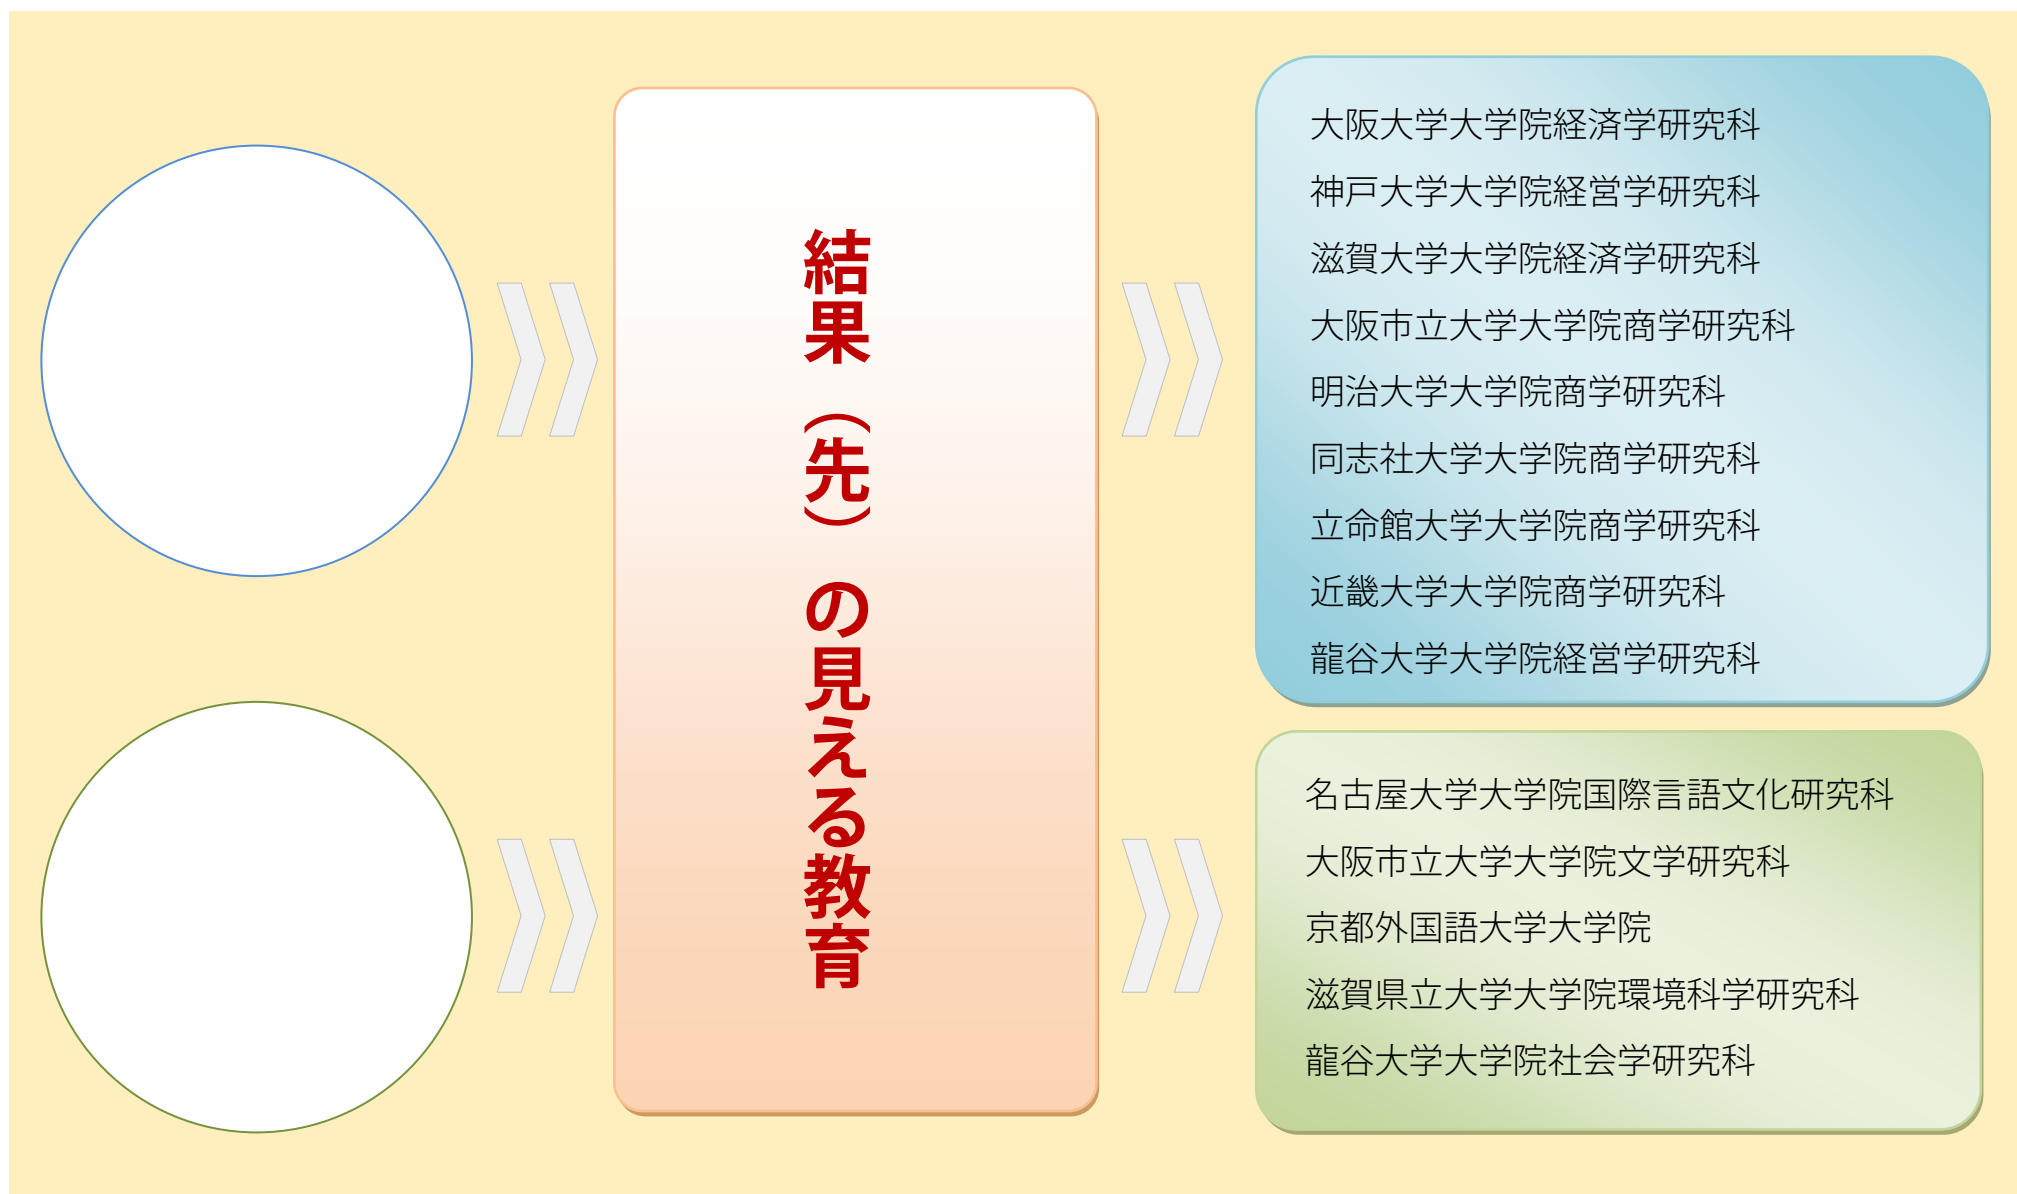 結果（先）の見える教育
大阪大学大学院経済学研究科
神戸大学大学院経営学研究科
滋賀大学大学院経済学研究科
大阪市立大学大学院商学研究科
明治大学大学院商学研究科
同志社大学大学院商学研究科
立命館大学大学院商学研究科
近畿大学大学院商学研究科
龍谷大学大学院経営学研究科
名古屋大学大学院国際言語文化研究科
大阪市立大学大学院文学研究科
京都外国語大学大学院
滋賀県立大学大学院環境科学研究科
龍谷大学大学院社会学研究科